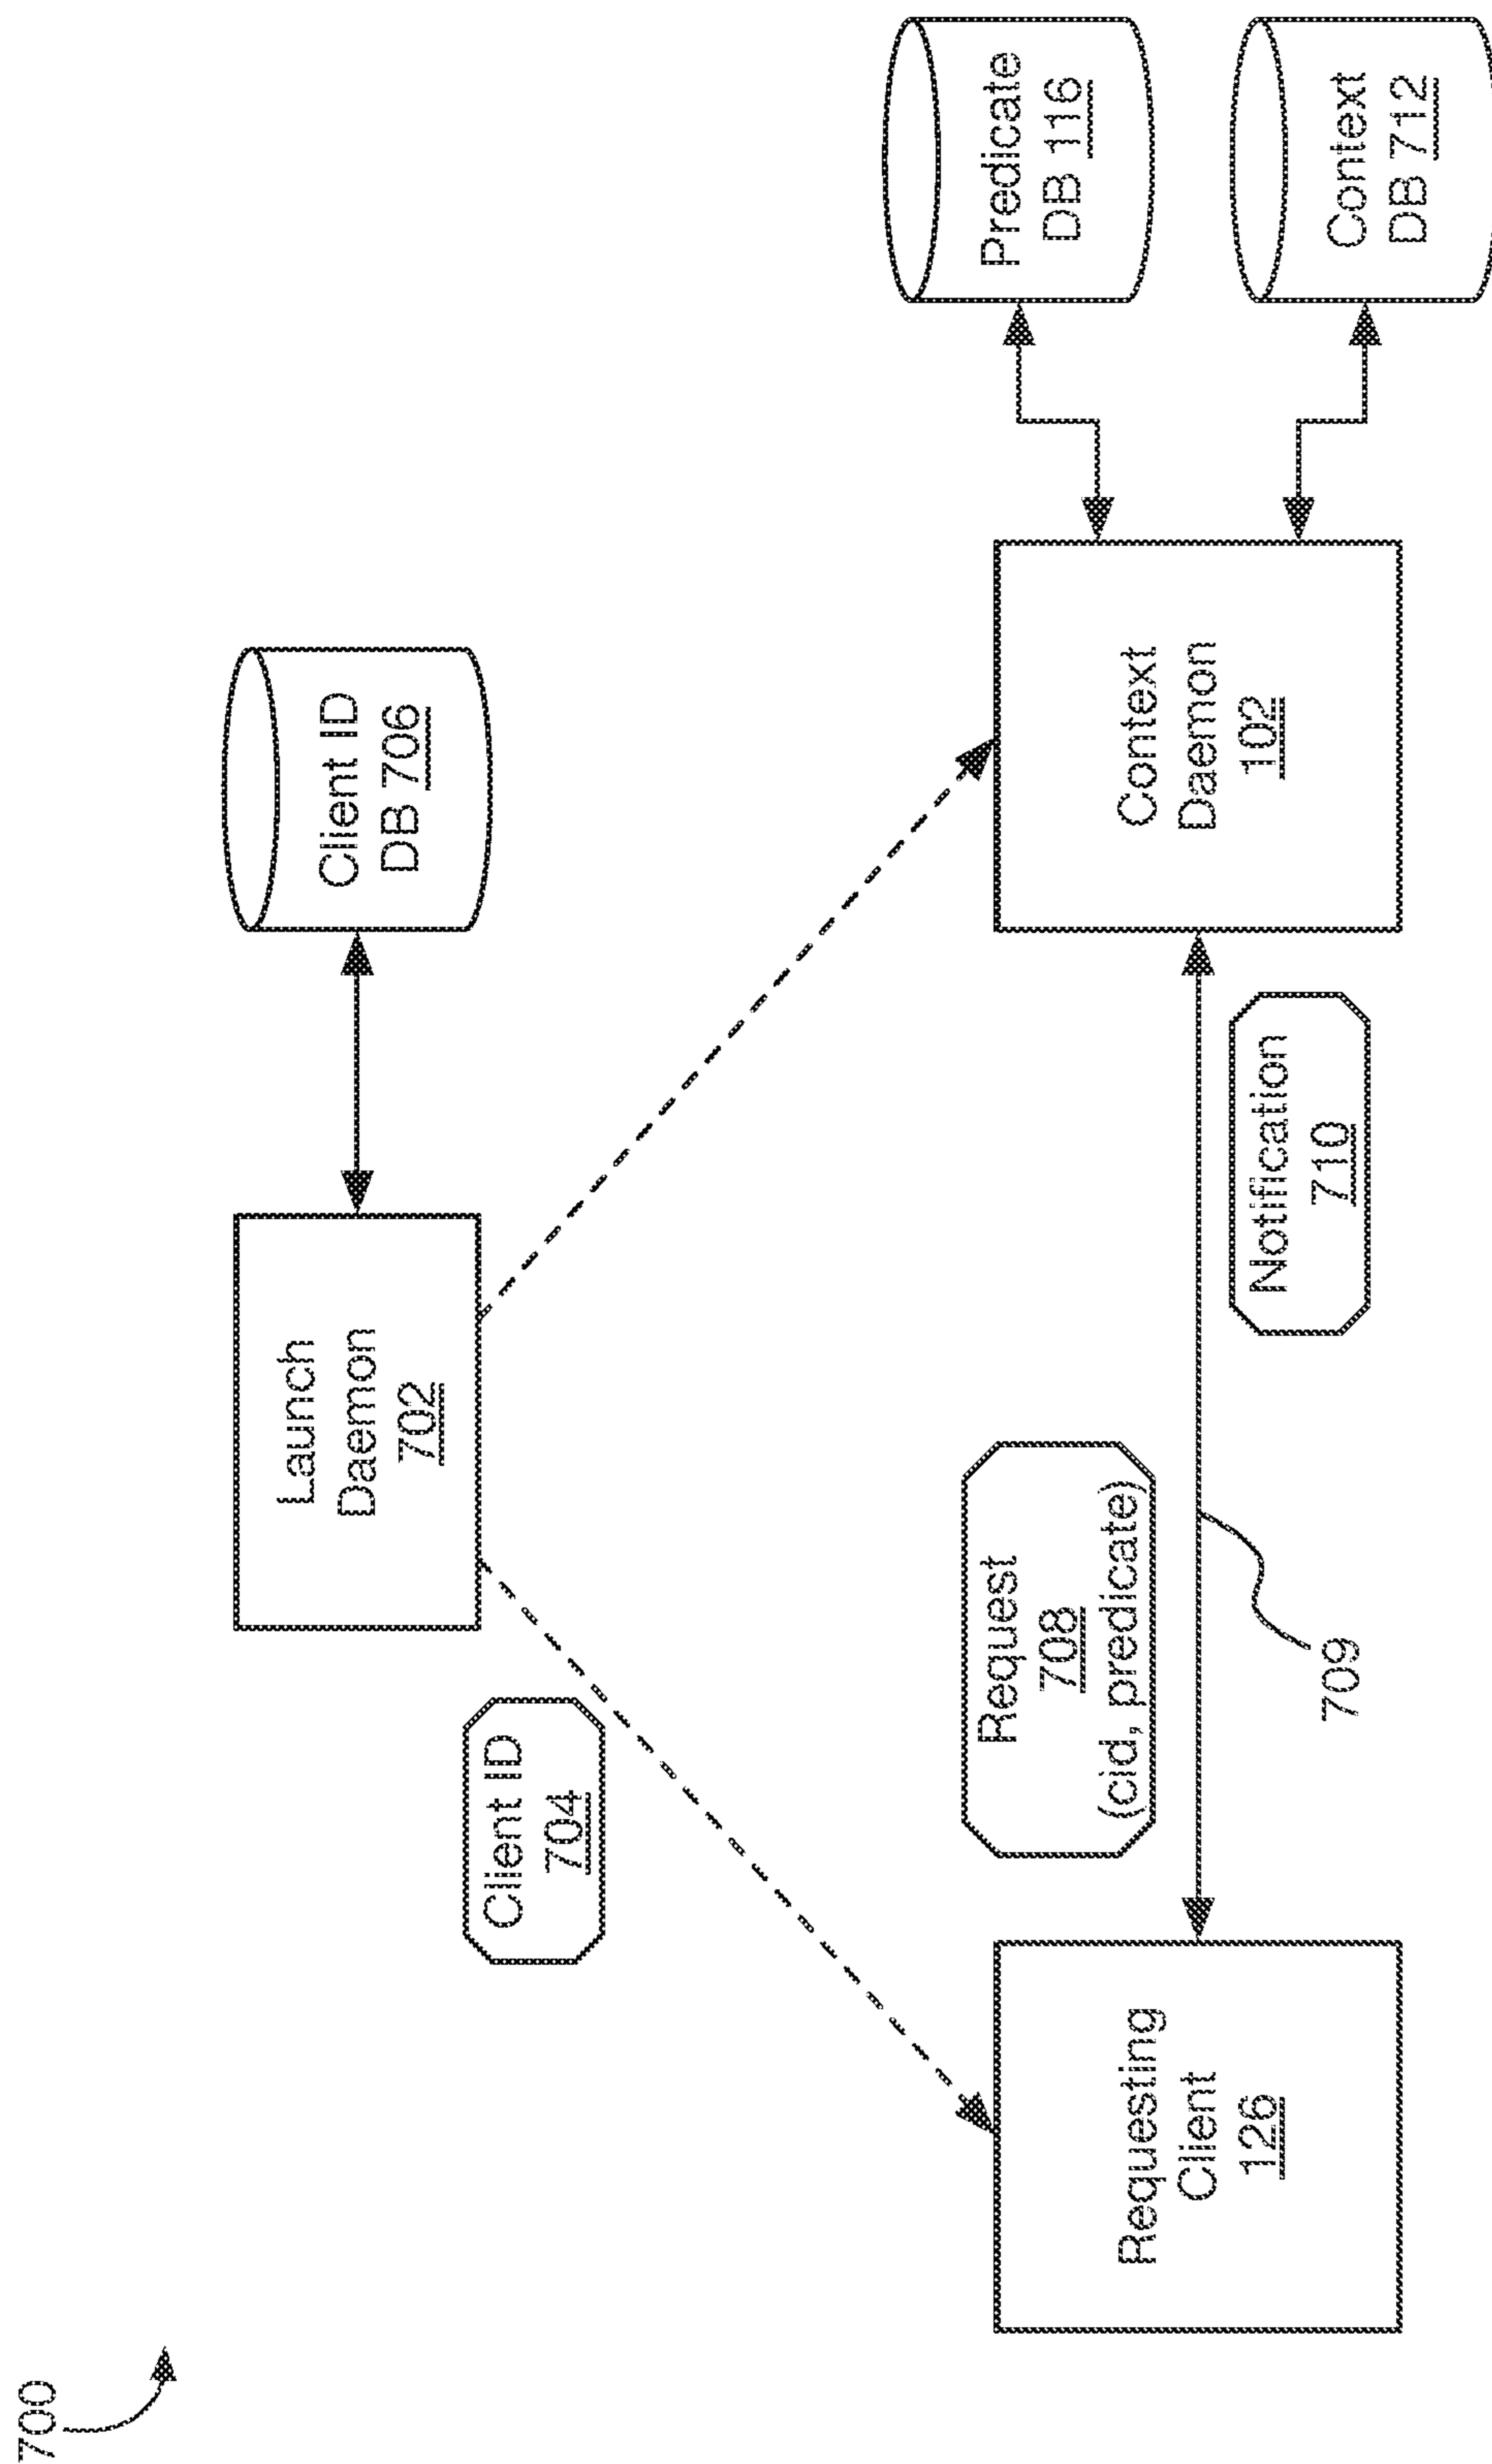 700
Launch
Daemon
702
Client ID
DB 706
Client ID
704
Request
708
(cid, predicate)
Notification
710
709
Requesting
Client
126
Context
Daemon
102
Predicate
DB 116
Context
DB 712